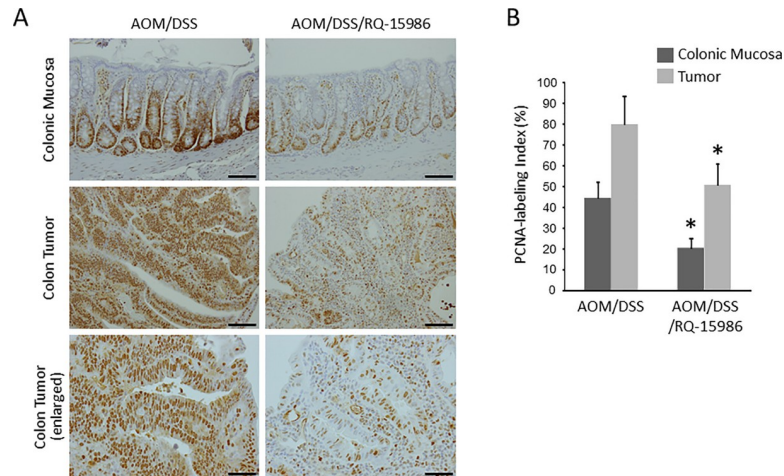 A
AOM/DSS
AOM/DSS/RQ-15986
Colonic Mucosa
Colon Tumor
Colon Tumor
(enlarged)
B
Colonic Mucosa
Tumor
PCNA-labeling Index (%)
100
90
80
70
60
50
40
30
20
10
0
*
*
AOM/DSS
AOM/DSS
/RQ-15986